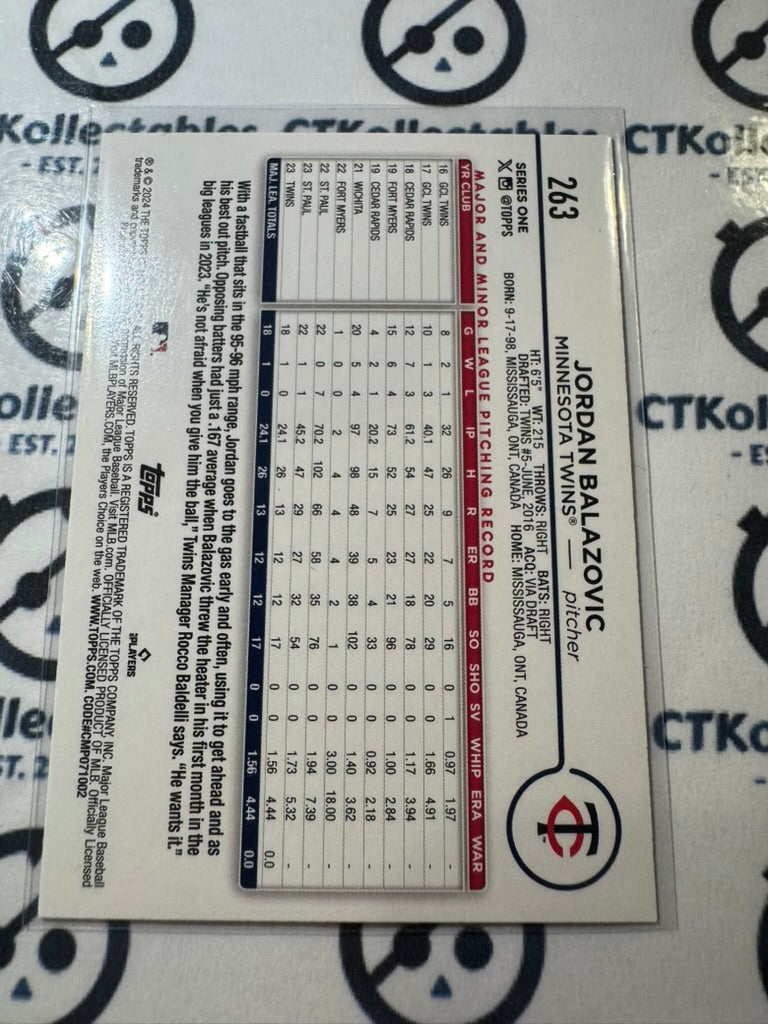 263
JORDAN BALAZOVIC
MINNESOTA TWINS® — pitcher
HT: 6'5" WT: 215 THROWS: RIGHT BATS: RIGHT
DRAFTED: TWINS #5-JUNE, 2016 ACQ: VIA DRAFT
BORN: 9-17-98, MISSISSAUGA, ONT, CANADA HOME: MISSISSAUGA, ONT, CANADA
SERIES ONE
@TOPPS
MAJOR AND MINOR LEAGUE PITCHING RECORD
YR CLUB G W L IP H R ER BB SO SHO SV WHIP ERA WAR
16 GCL TWINS 8 2 1 32 26 9 7 5 16 0 1 0.97 1.97 -
17 GCL TWINS 10 1 3 40.1 47 25 22 20 29 0 0 1.66 4.91 -
18 CEDAR RAPIDS 12 7 3 61.2 54 27 27 18 78 0 0 1.17 3.94 -
19 FORT MYERS 15 6 4 73 52 25 23 21 96 0 0 1.00 2.84 -
19 CEDAR RAPIDS 4 2 1 20.2 15 7 5 4 33 0 0 0.92 2.18 -
21 WICHITA 20 5 4 97 98 48 39 38 102 0 0 1.40 3.62 -
22 FORT MYERS 1 0 0 2 4 4 4 2 1 0 0 3.00 18.00 -
22 ST. PAUL 22 0 7 70.2 102 66 58 35 76 0 0 1.94 7.39 -
23 ST. PAUL 22 1 1 45.2 47 29 27 32 54 0 0 1.73 5.32 -
23 TWINS 18 1 0 24.1 26 13 12 12 17 0 0 1.56 4.44 0.0
MAJ. LEA. TOTALS 18 1 0 24.1 26 13 12 12 17 0 0 1.56 4.44 0.0
With a fastball that sits in the 95-96 mph range, Jordan goes to the gas early and often, using it to get ahead and as
his best out pitch. Opposing batters had just a .167 average when Balazovic threw the heater in his first month in the
big leagues in 2023. "He's not afraid when you give him the ball," Twins Manager Rocco Baldelli says. "He wants it."
topps
PLAYERS
® & © 2024 THE TOPPS COMPANY, INC. ALL RIGHTS RESERVED. TOPPS IS A REGISTERED TRADEMARK OF THE TOPPS COMPANY, INC. Major League Baseball
trademarks and permission of Major League Baseball. Visit MLB.com. OFFICIALLY LICENSED PRODUCT OF MLB. Officially Licensed
MLBPLAYERS.COM, the Players Choice on the web. WWW.TOPPS.COM. CODE#CMP071002
CTKollectables
- EST.